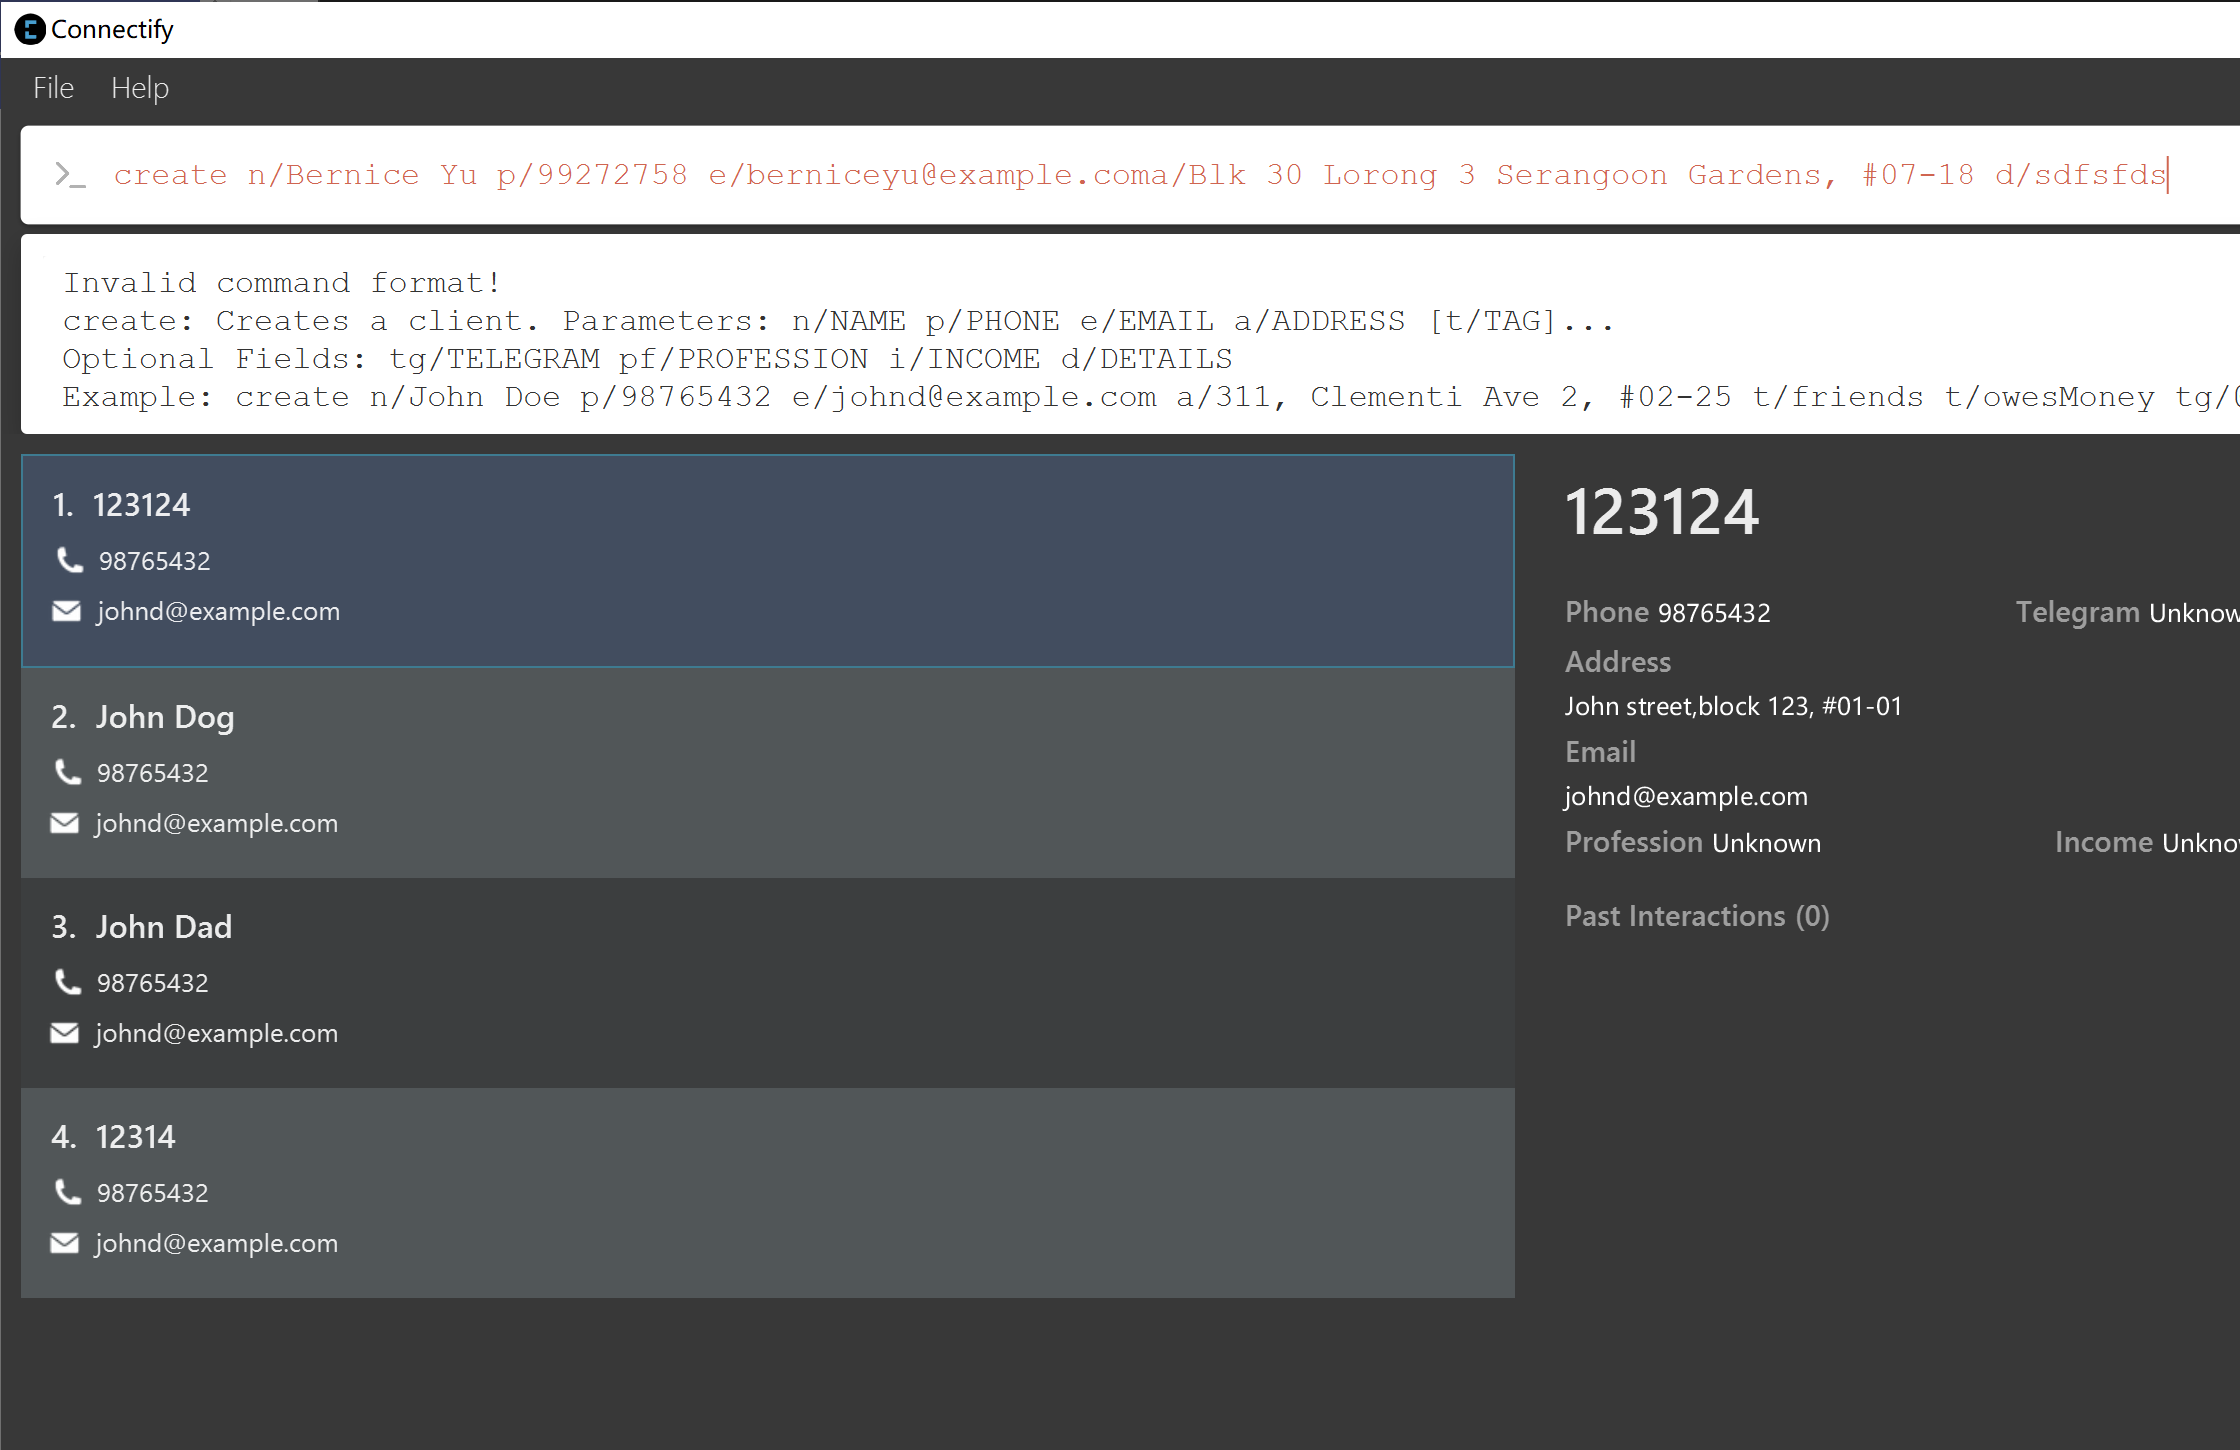 Connectify
File Help
create n/Bernice Yu p/99272758 e/berniceyu@example.coma/Blk 30 Lorong 3 Serangoon Gardens, #07-18 d/sdfsfds
Invalid command format!
create: Creates a client. Parameters: n/NAME p/PHONE e/EMAIL a/ADDRESS [t/TAG]...
Optional Fields: tg/TELEGRAM pf/PROFESSION i/INCOME d/DETAILS
Example: create n/John Doe p/98765432 e/johnd@example.com a/311, Clementi Ave 2, #02-25 t/friends t/owesMoney tg/
1. 123124
98765432
johnd@example.com
2. John Dog
98765432
johnd@example.com
3. John Dad
98765432
johnd@example.com
4. 12314
98765432
johnd@example.com
123124
Phone 98765432 Telegram Unknow
Address
John street,block 123, #01-01
Email
johnd@example.com
Profession Unknown Income Unkno
Past Interactions (0)